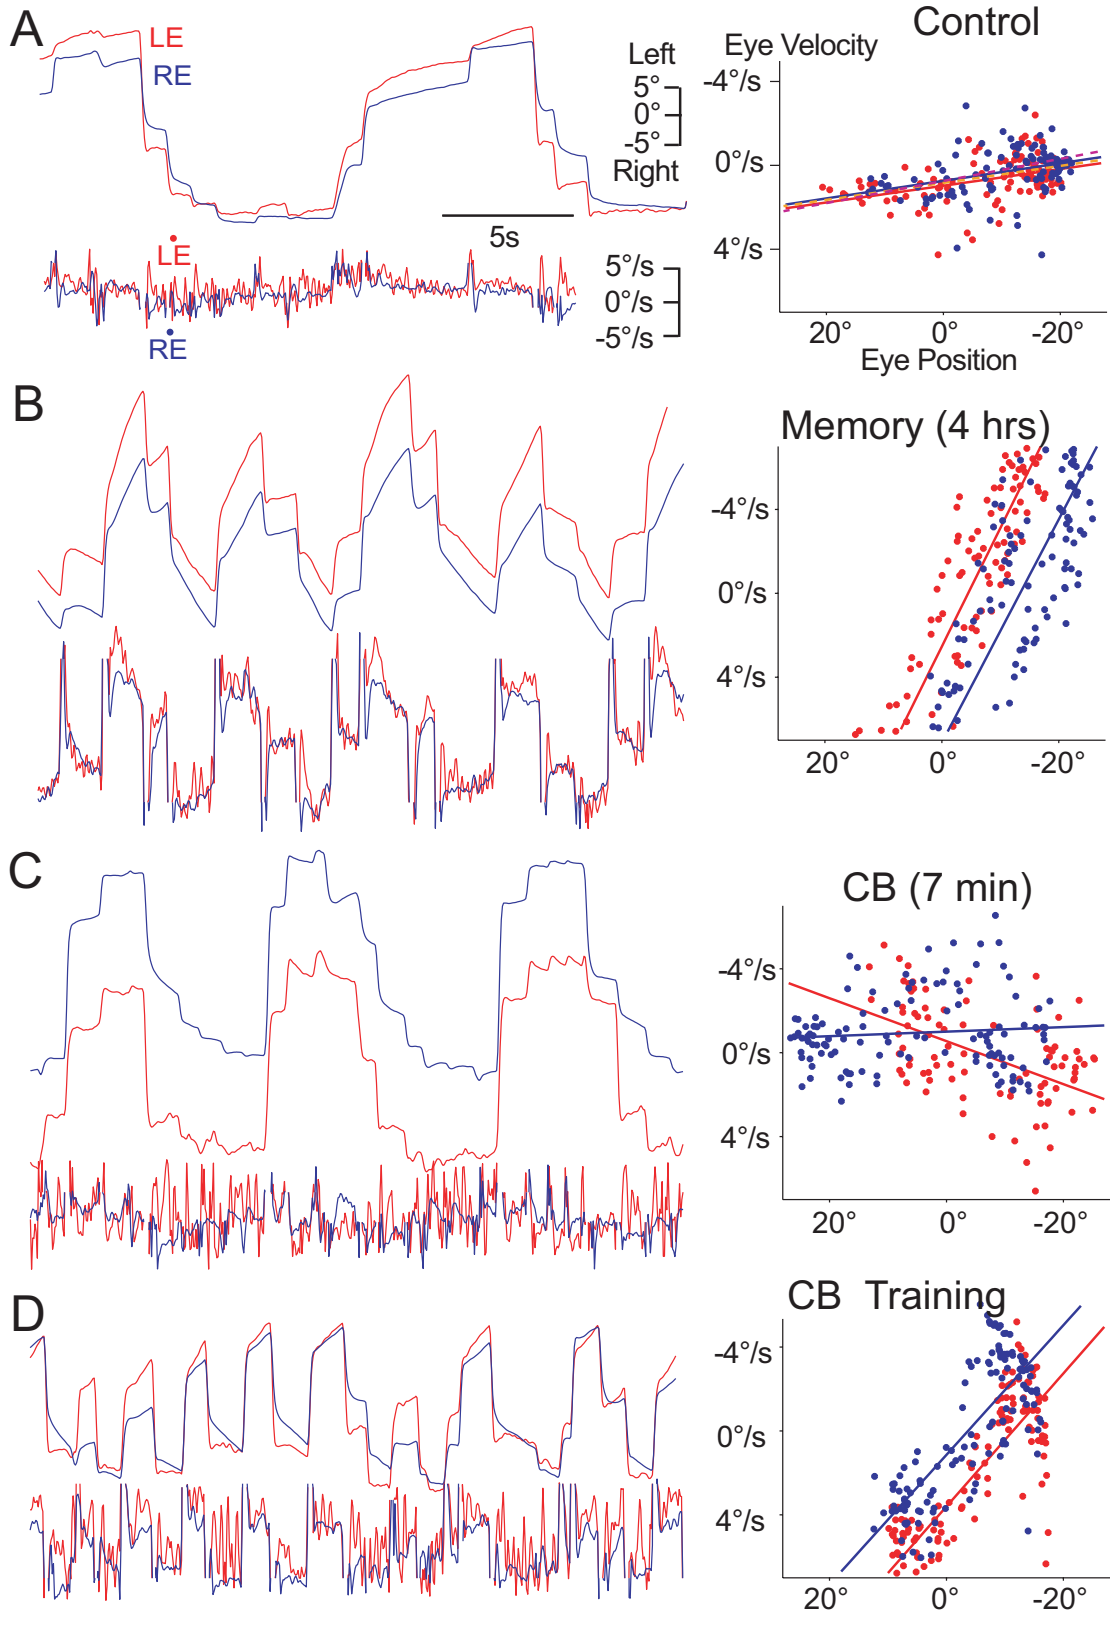 A
LE
RE
Left
5°
0°
-5°
Right
5s
LE
RE
5°/s
0°/s
-5°/s
Control
Eye Velocity
-4°/s
0°/s
4°/s
20° 0° -20°
Eye Position
B
Memory (4 hrs)
-4°/s
0°/s
4°/s
20° 0° -20°
C
CB (7 min)
-4°/s
0°/s
4°/s
20° 0° -20°
D
CB Training
-4°/s
0°/s
4°/s
20° 0° -20°